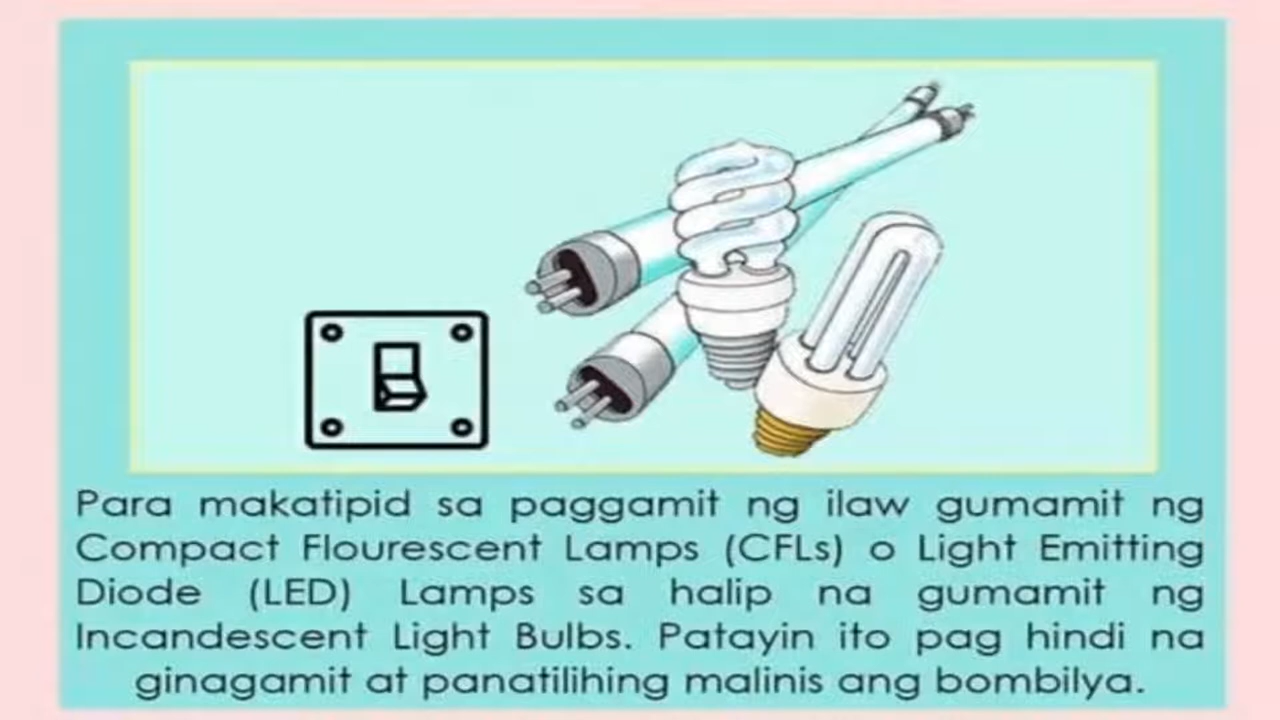 Para makatipid sa paggamit ng ilaw gumamit ng
Compact Flourescent Lamps (CFLs) o Light Emitting
Diode (LED) Lamps sa halip na gumamit ng
Incandescent Light Bulbs. Patayin ito pag hindi na
ginagamit at panatilihing malinis ang bombilya.